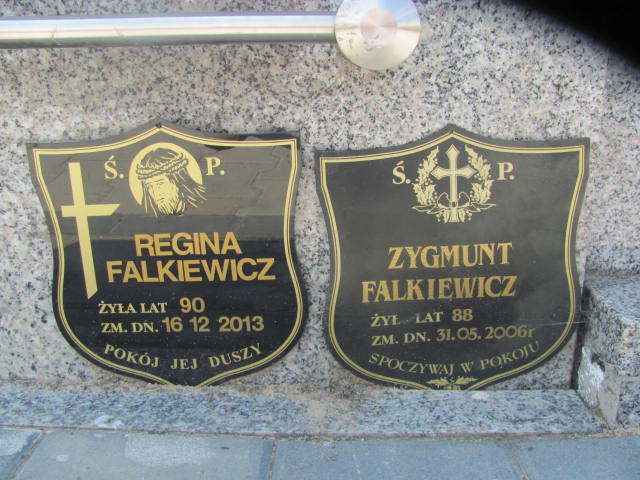 Ś. P.
REGINA
FALKIEWICZ
ŻYŁA LAT 90
ZM. DN. 16 12 2013
POKÓJ JEJ DUSZY
Ś. P.
ZYGMUNT
FALKIEWICZ
ŻYŁ LAT 88
ZM. DN. 31.05.2006r
SPOCZYWAJ W POKOJU